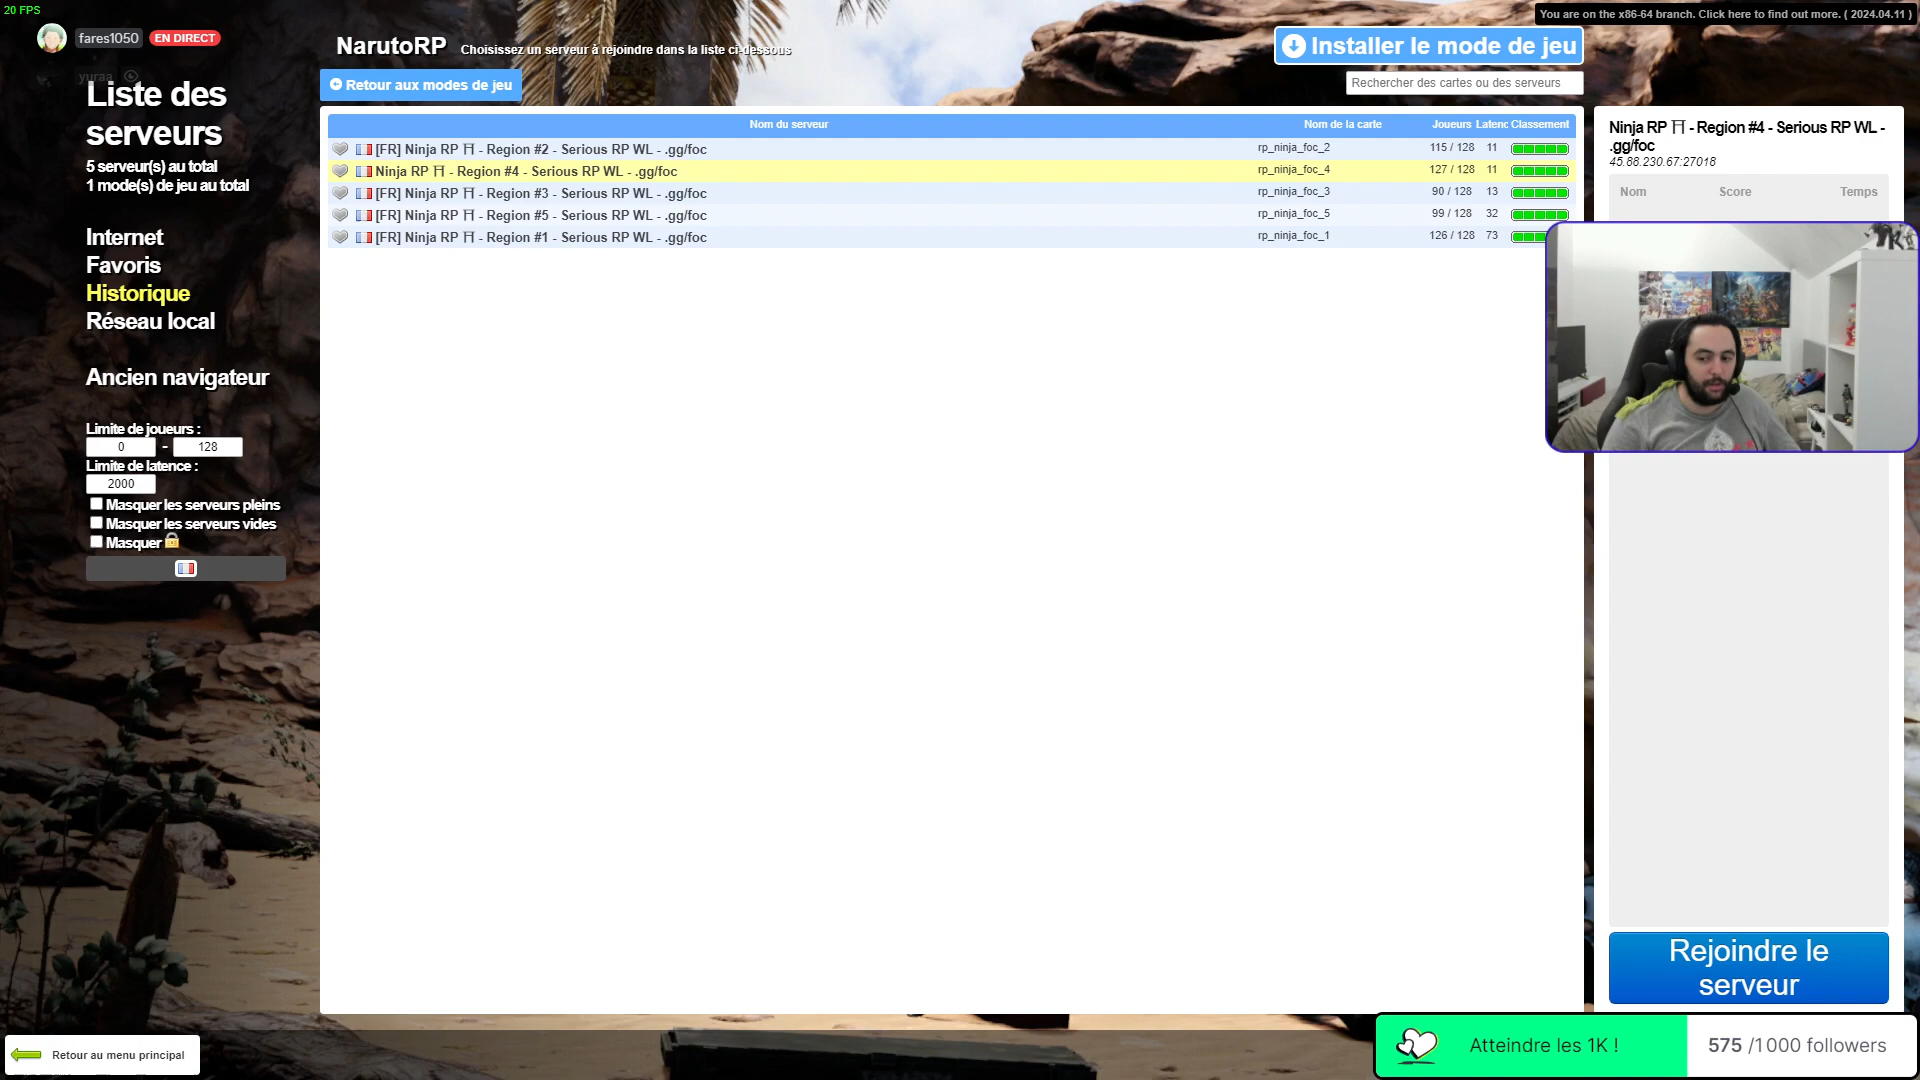 20 FPS
You are on the x86-64 branch. Click here to find out more. ( 2024.04.11 )
fares1050 EN DIRECT
yuraa
NarutoRP Choisissez un serveur à rejoindre dans la liste ci-dessous
Installer le mode de jeu
Retour aux modes de jeu
Rechercher des cartes ou des serveurs
Liste des
serveurs
5 serveur(s) au total
1 mode(s) de jeu au total
Internet
Favoris
Historique
Réseau local
Ancien navigateur
Limite de joueurs :
0 - 128
Limite de latence :
2000
Masquer les serveurs pleins
Masquer les serveurs vides
Masquer
Nom du serveur Nom de la carte Joueurs Latenc Classement
[FR] Ninja RP ⛩ - Region #2 - Serious RP WL - .gg/foc rp_ninja_foc_2 115 / 128 11
Ninja RP ⛩ - Region #4 - Serious RP WL - .gg/foc rp_ninja_foc_4 127 / 128 11
[FR] Ninja RP ⛩ - Region #3 - Serious RP WL - .gg/foc rp_ninja_foc_3 90 / 128 13
[FR] Ninja RP ⛩ - Region #5 - Serious RP WL - .gg/foc rp_ninja_foc_5 99 / 128 32
[FR] Ninja RP ⛩ - Region #1 - Serious RP WL - .gg/foc rp_ninja_foc_1 126 / 128 73
Ninja RP ⛩ - Region #4 - Serious RP WL -
.gg/foc
45.88.230.67:27018
Nom Score Temps
Rejoindre le
serveur
Retour au menu principal
Atteindre les 1K !
575 /1000 followers